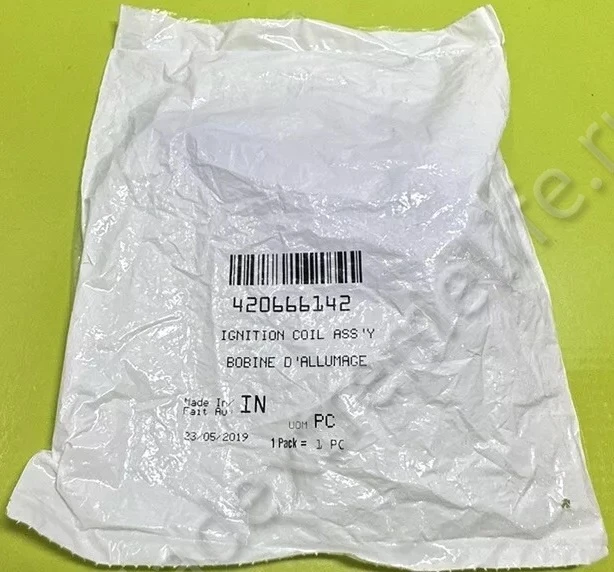 420666142
IGNITION COIL ASS'Y
BOBINE D'ALLUMAGE
Made In/
Fait Au: IN
UOM PC
23/05/2019
1 Pack = 1 PC